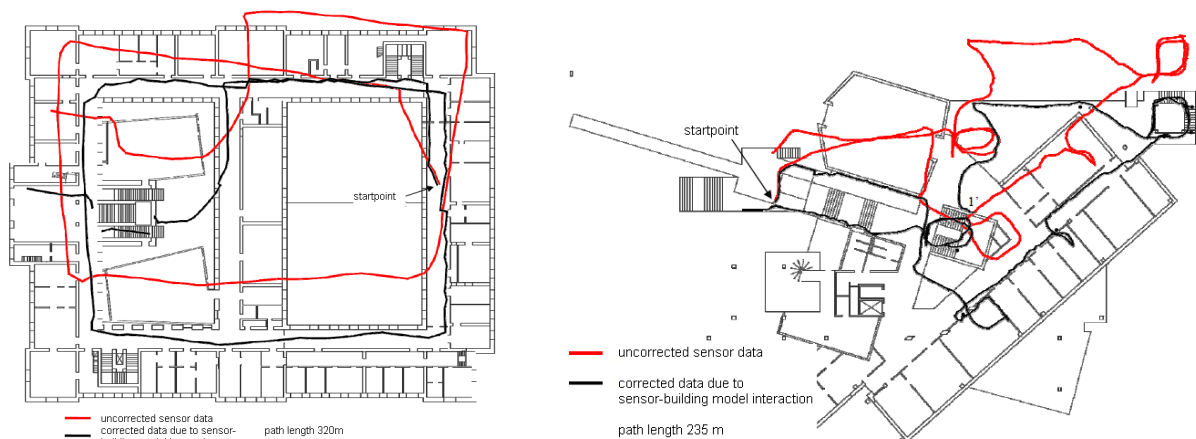 startpoint
uncorrected sensor data
corrected data due to sensor-
path length 320m
startpoint
1'
uncorrected sensor data
corrected data due to
sensor-building model interaction
path length 235 m